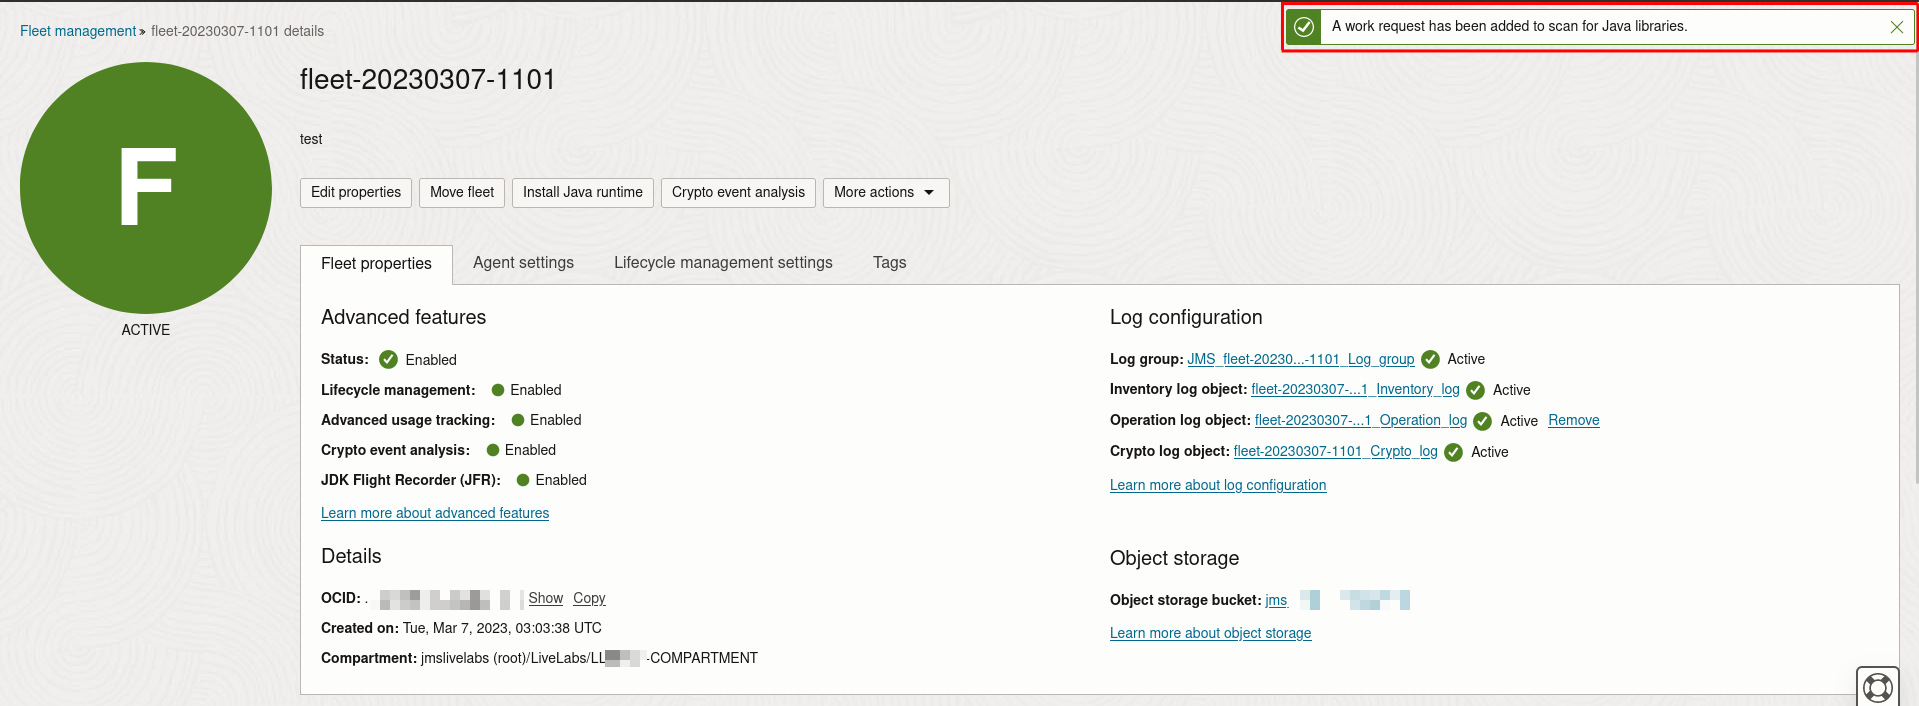 Fleet management » fleet-20230307-1101 details
A work request has been added to scan for Java libraries.
F
ACTIVE
fleet-20230307-1101
test
Edit properties
Move fleet
Install Java runtime
Crypto event analysis
More actions
Fleet properties
Agent settings
Lifecycle management settings
Tags
Advanced features
Status: Enabled
Lifecycle management: Enabled
Advanced usage tracking: Enabled
Crypto event analysis: Enabled
JDK Flight Recorder (JFR): Enabled
Learn more about advanced features
Details
OCID: . Show Copy
Created on: Tue, Mar 7, 2023, 03:03:38 UTC
Compartment: jmslivelabs (root)/LiveLabs/LL -COMPARTMENT
Log configuration
Log group: JMS_fleet-20230...-1101_Log_group Active
Inventory log object: fleet-20230307-...1_Inventory_log Active
Operation log object: fleet-20230307-...1_Operation_log Active Remove
Crypto log object: fleet-20230307-1101_Crypto_log Active
Learn more about log configuration
Object storage
Object storage bucket: jms
Learn more about object storage